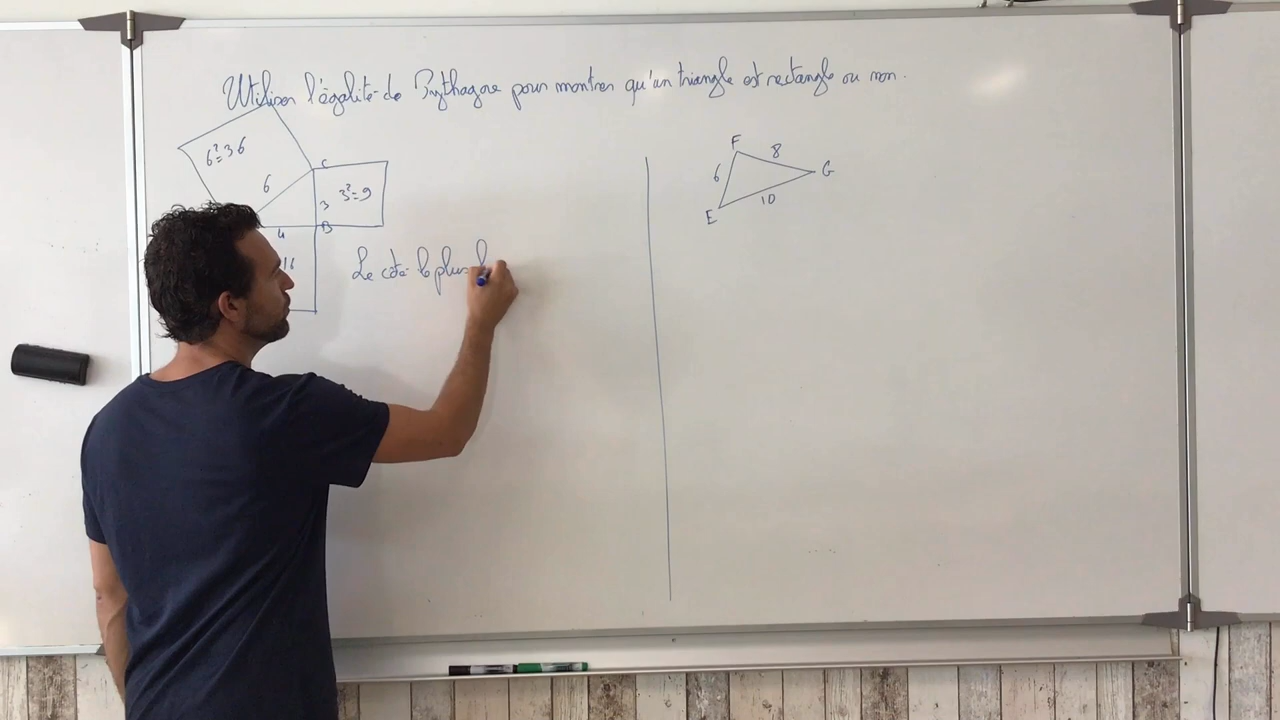 Utiliser l'égalité de Pythagore pour montrer qu'un triangle est rectangle ou non.
6²=36
C
6
3
3²=9
4
B
16
Le côté le plus l
F
8
G
6
10
E